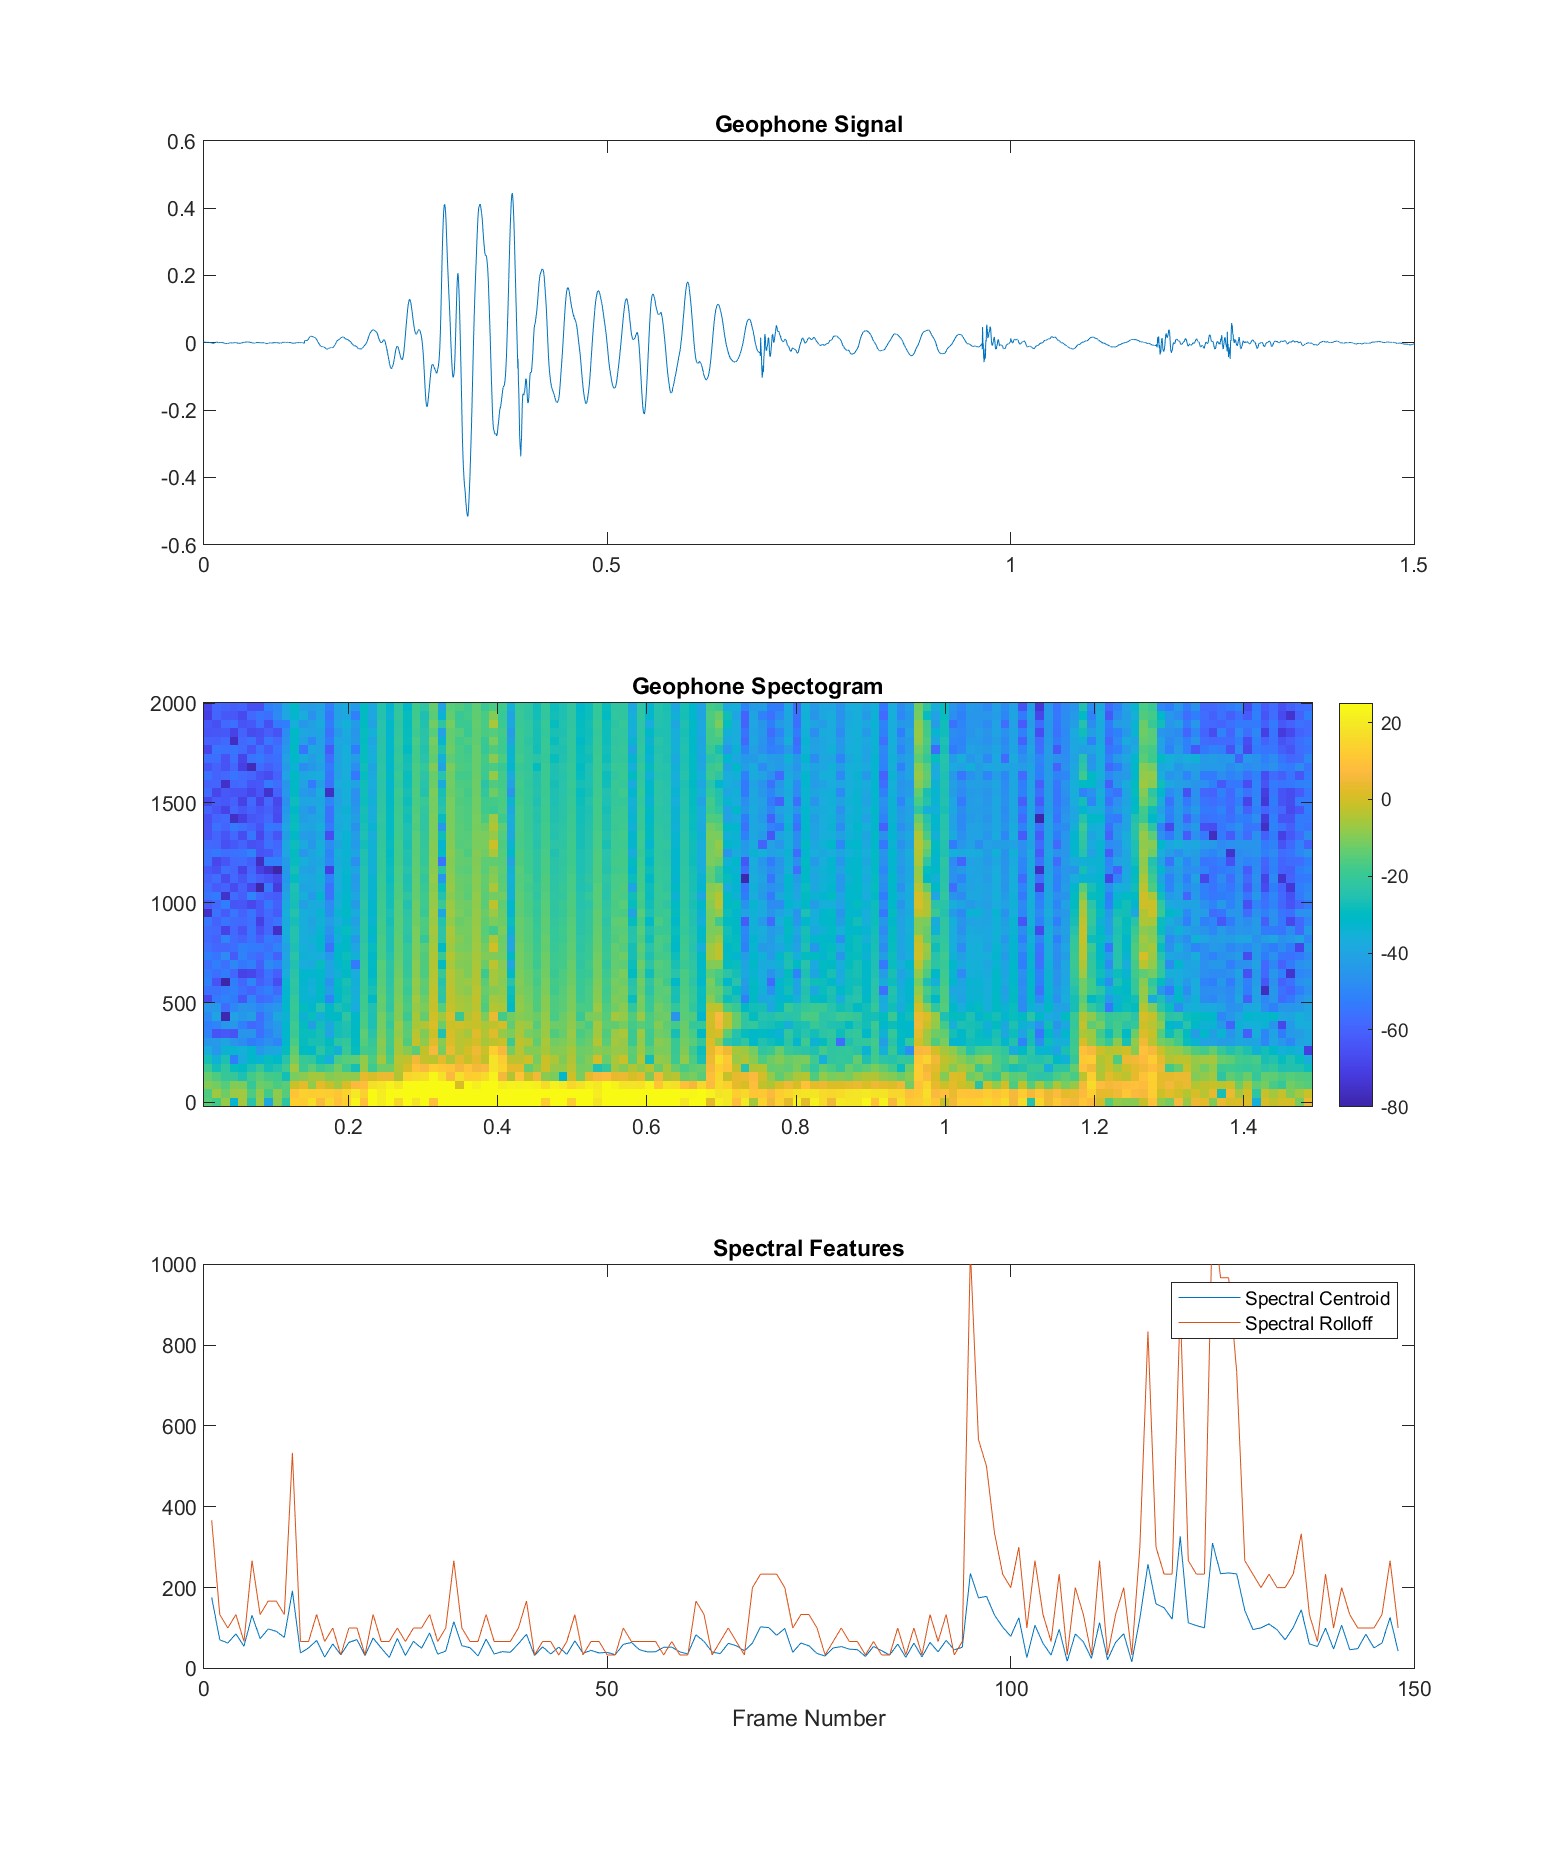 Geophone Signal
0.6
0.4
0.2
0
-0.2
-0.4
-0.6
0 0.5 1 1.5
Geophone Spectogram
2000
1500
1000
500
0
20
0
-20
-40
-60
-80
0.2 0.4 0.6 0.8 1 1.2 1.4
Spectral Features
1000
800
600
400
200
0
Spectral Centroid
Spectral Rolloff
0 50 100 150
Frame Number